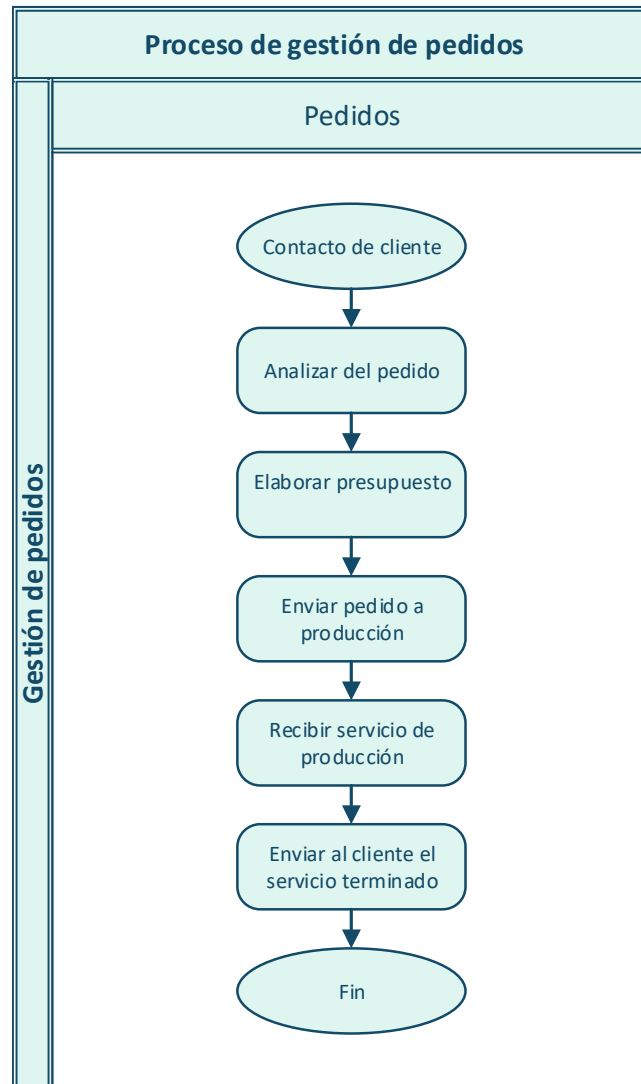 Proceso de gestión de pedidos
Pedidos
Gestión de pedidos
Contacto de cliente
Analizar del pedido
Elaborar presupuesto
Enviar pedido a
producción
Recibir servicio de
producción
Enviar al cliente el
servicio terminado
Fin